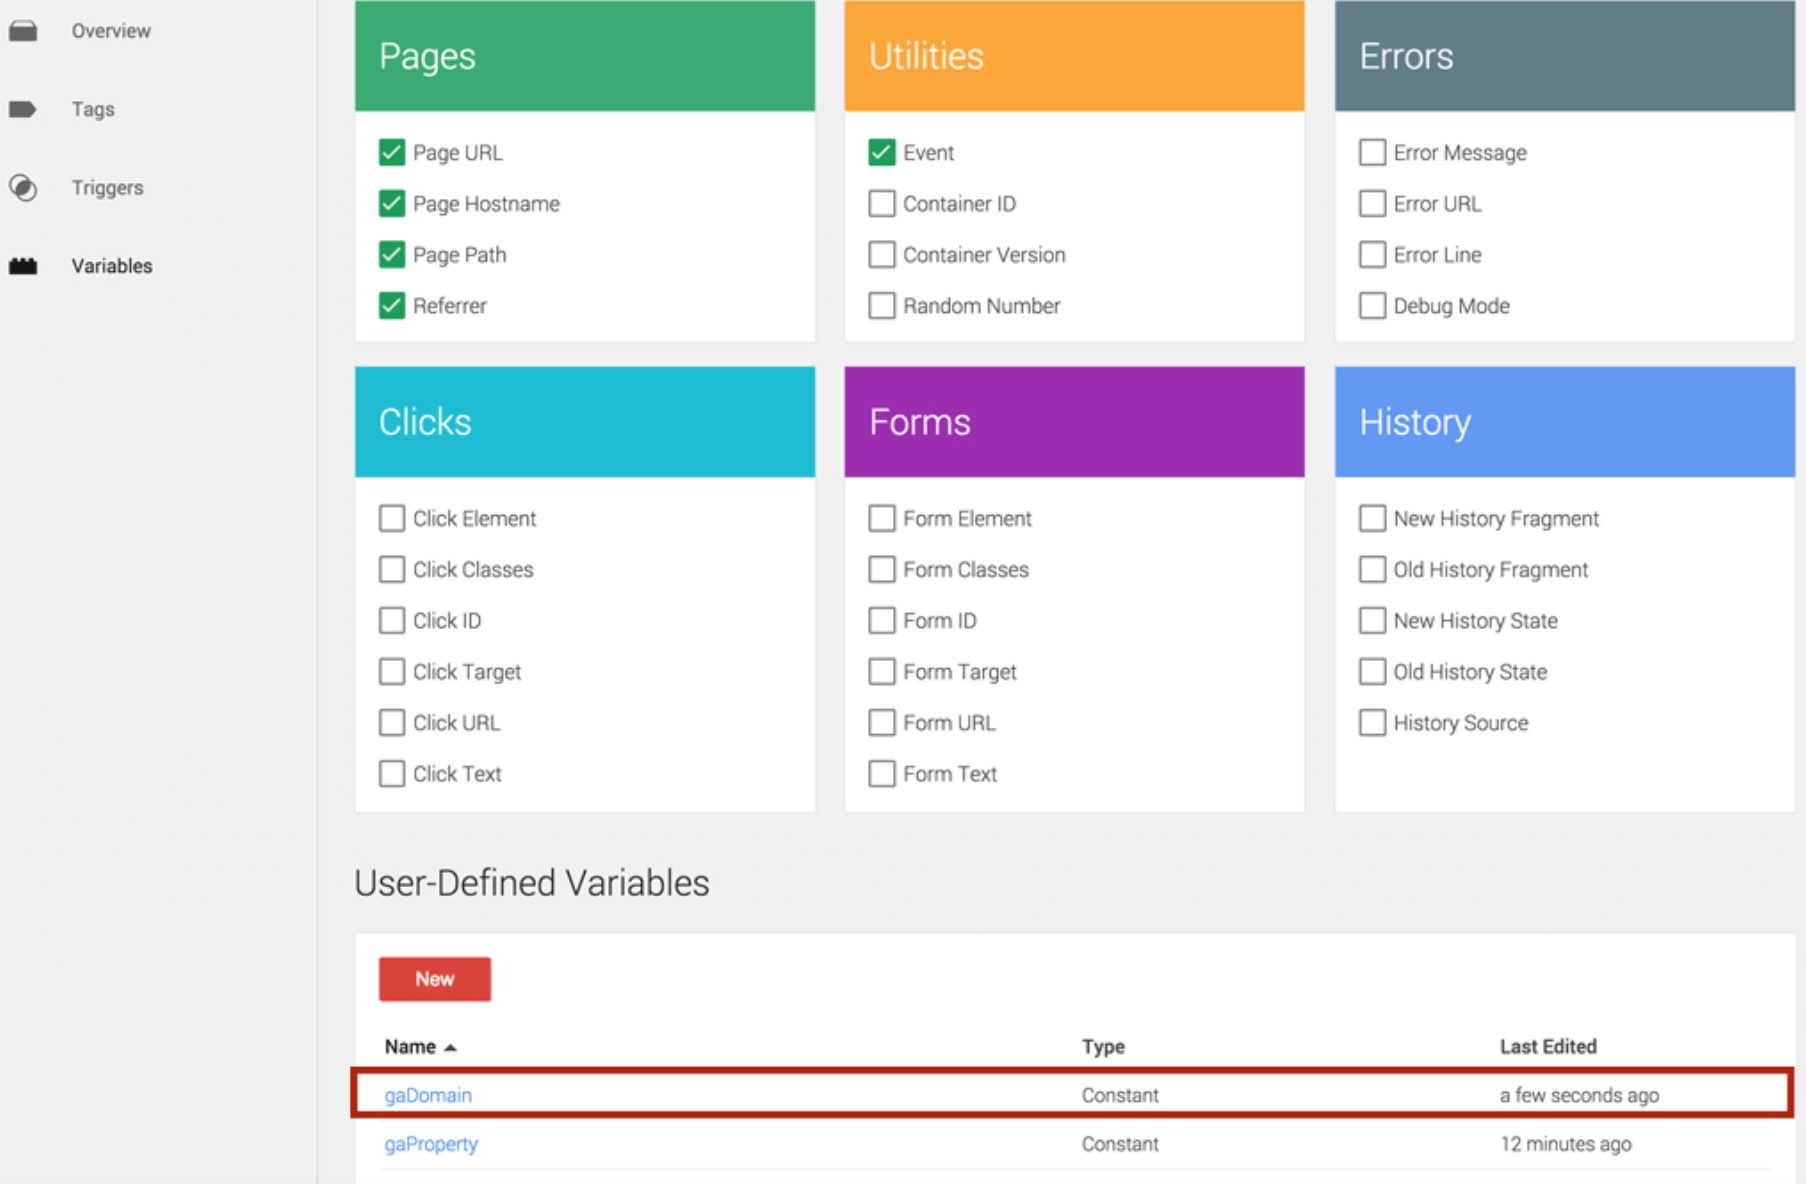 Overview
Tags
Triggers
Variables
Pages
Page URL
Page Hostname
Page Path
Referrer
Utilities
Event
Container ID
Container Version
Random Number
Errors
Error Message
Error URL
Error Line
Debug Mode
Clicks
Click Element
Click Classes
Click ID
Click Target
Click URL
Click Text
Forms
Form Element
Form Classes
Form ID
Form Target
Form URL
Form Text
History
New History Fragment
Old History Fragment
New History State
Old History State
History Source
User-Defined Variables
New
Name Type Last Edited
gaDomain Constant a few seconds ago
gaProperty Constant 12 minutes ago